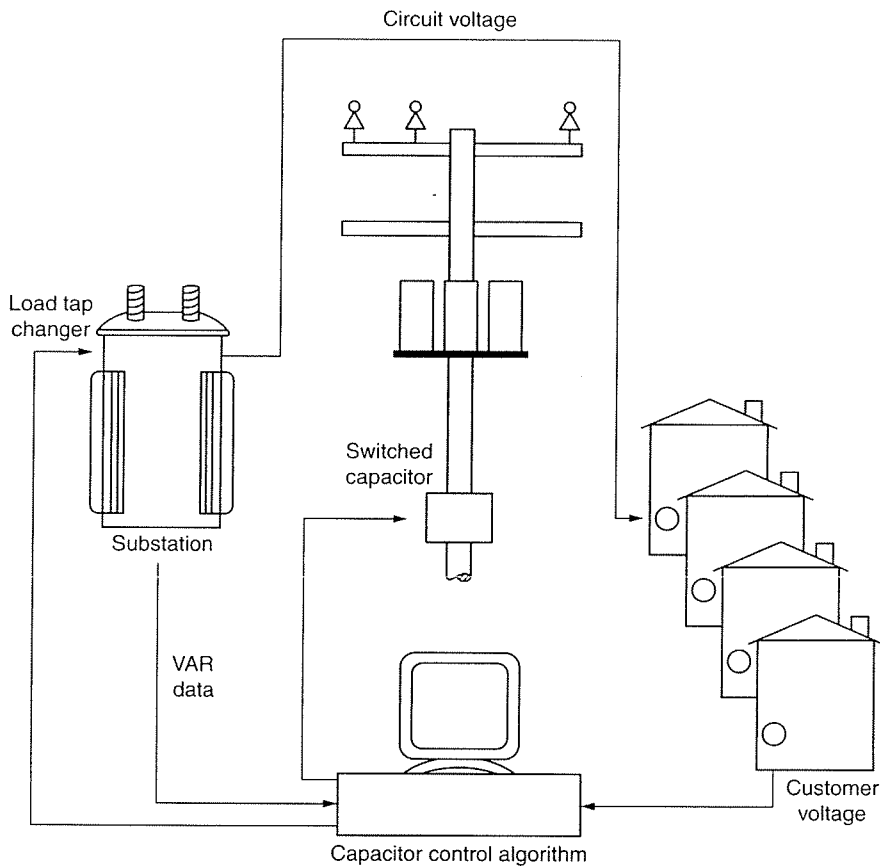 Circuit voltage
Load tap
changer
Switched
capacitor
Substation
VAR
data
Customer
voltage
Capacitor control algorithm